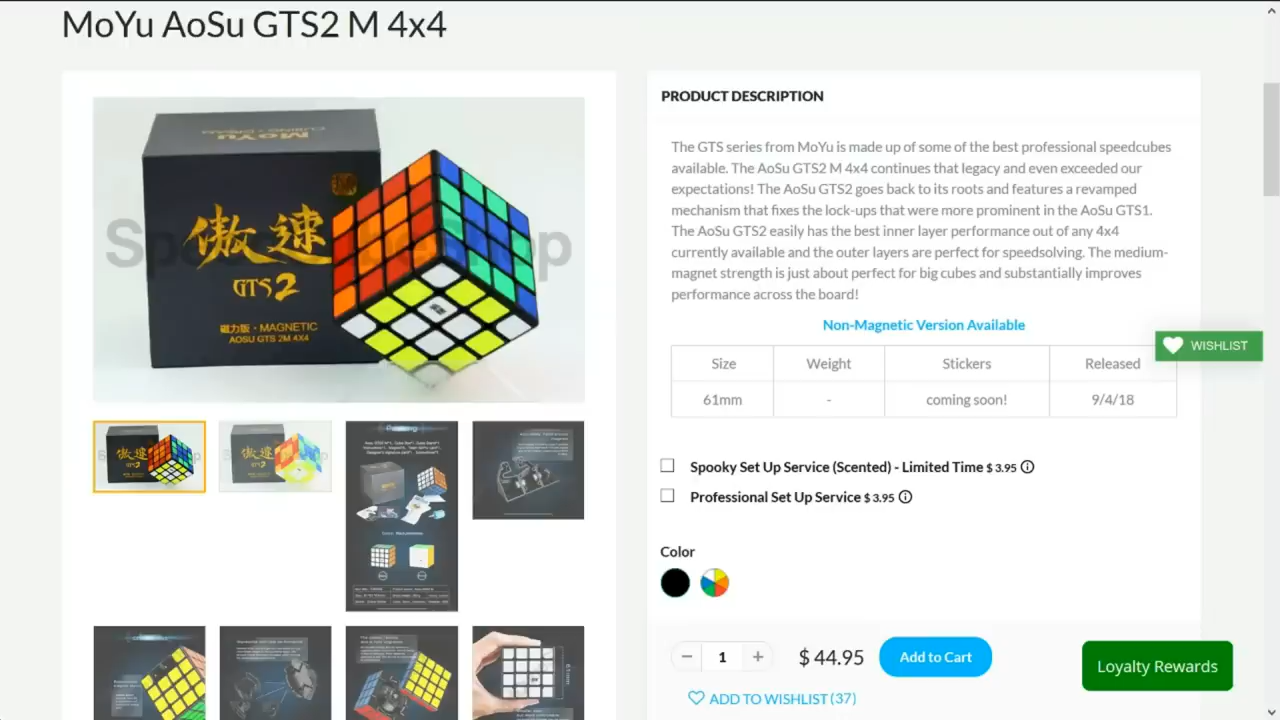 MoYu AoSu GTS2 M 4x4
MoYu
傲速
GTS2
磁力版・MAGNETIC
AOSU GTS 2M 4X4
PRODUCT DESCRIPTION
The GTS series from MoYu is made up of some of the best professional speedcubes
available. The AoSu GTS2 M 4x4 continues that legacy and even exceeded our
expectations! The AoSu GTS2 goes back to its roots and features a revamped
mechanism that fixes the lock-ups that were more prominent in the AoSu GTS1.
The AoSu GTS2 easily has the best inner layer performance out of any 4x4
currently available and the outer layers are perfect for speedsolving. The medium-
magnet strength is just about perfect for big cubes and substantially improves
performance across the board!
Non-Magnetic Version Available
WISHLIST
Size Weight Stickers Released
61mm - coming soon! 9/4/18
Spooky Set Up Service (Scented) - Limited Time $ 3.95
Professional Set Up Service $ 3.95
Color
− 1 + $ 44.95 Add to Cart
Loyalty Rewards
ADD TO WISHLIST (37)